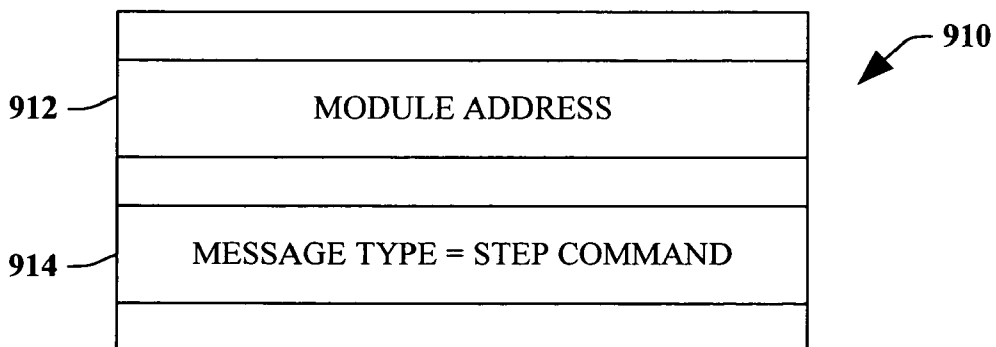 910
912
MODULE ADDRESS
914
MESSAGE TYPE = STEP COMMAND